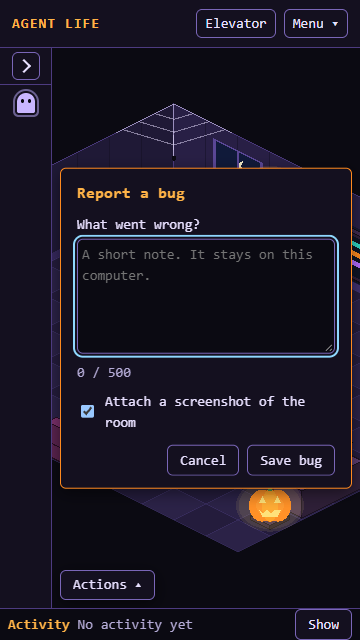 AGENT LIFE
Elevator
Menu ▾
Report a bug
What went wrong?
A short note. It stays on this
computer.
0 / 500
Attach a screenshot of the
room
Cancel
Save bug
Actions ▴
Activity No activity yet
Show